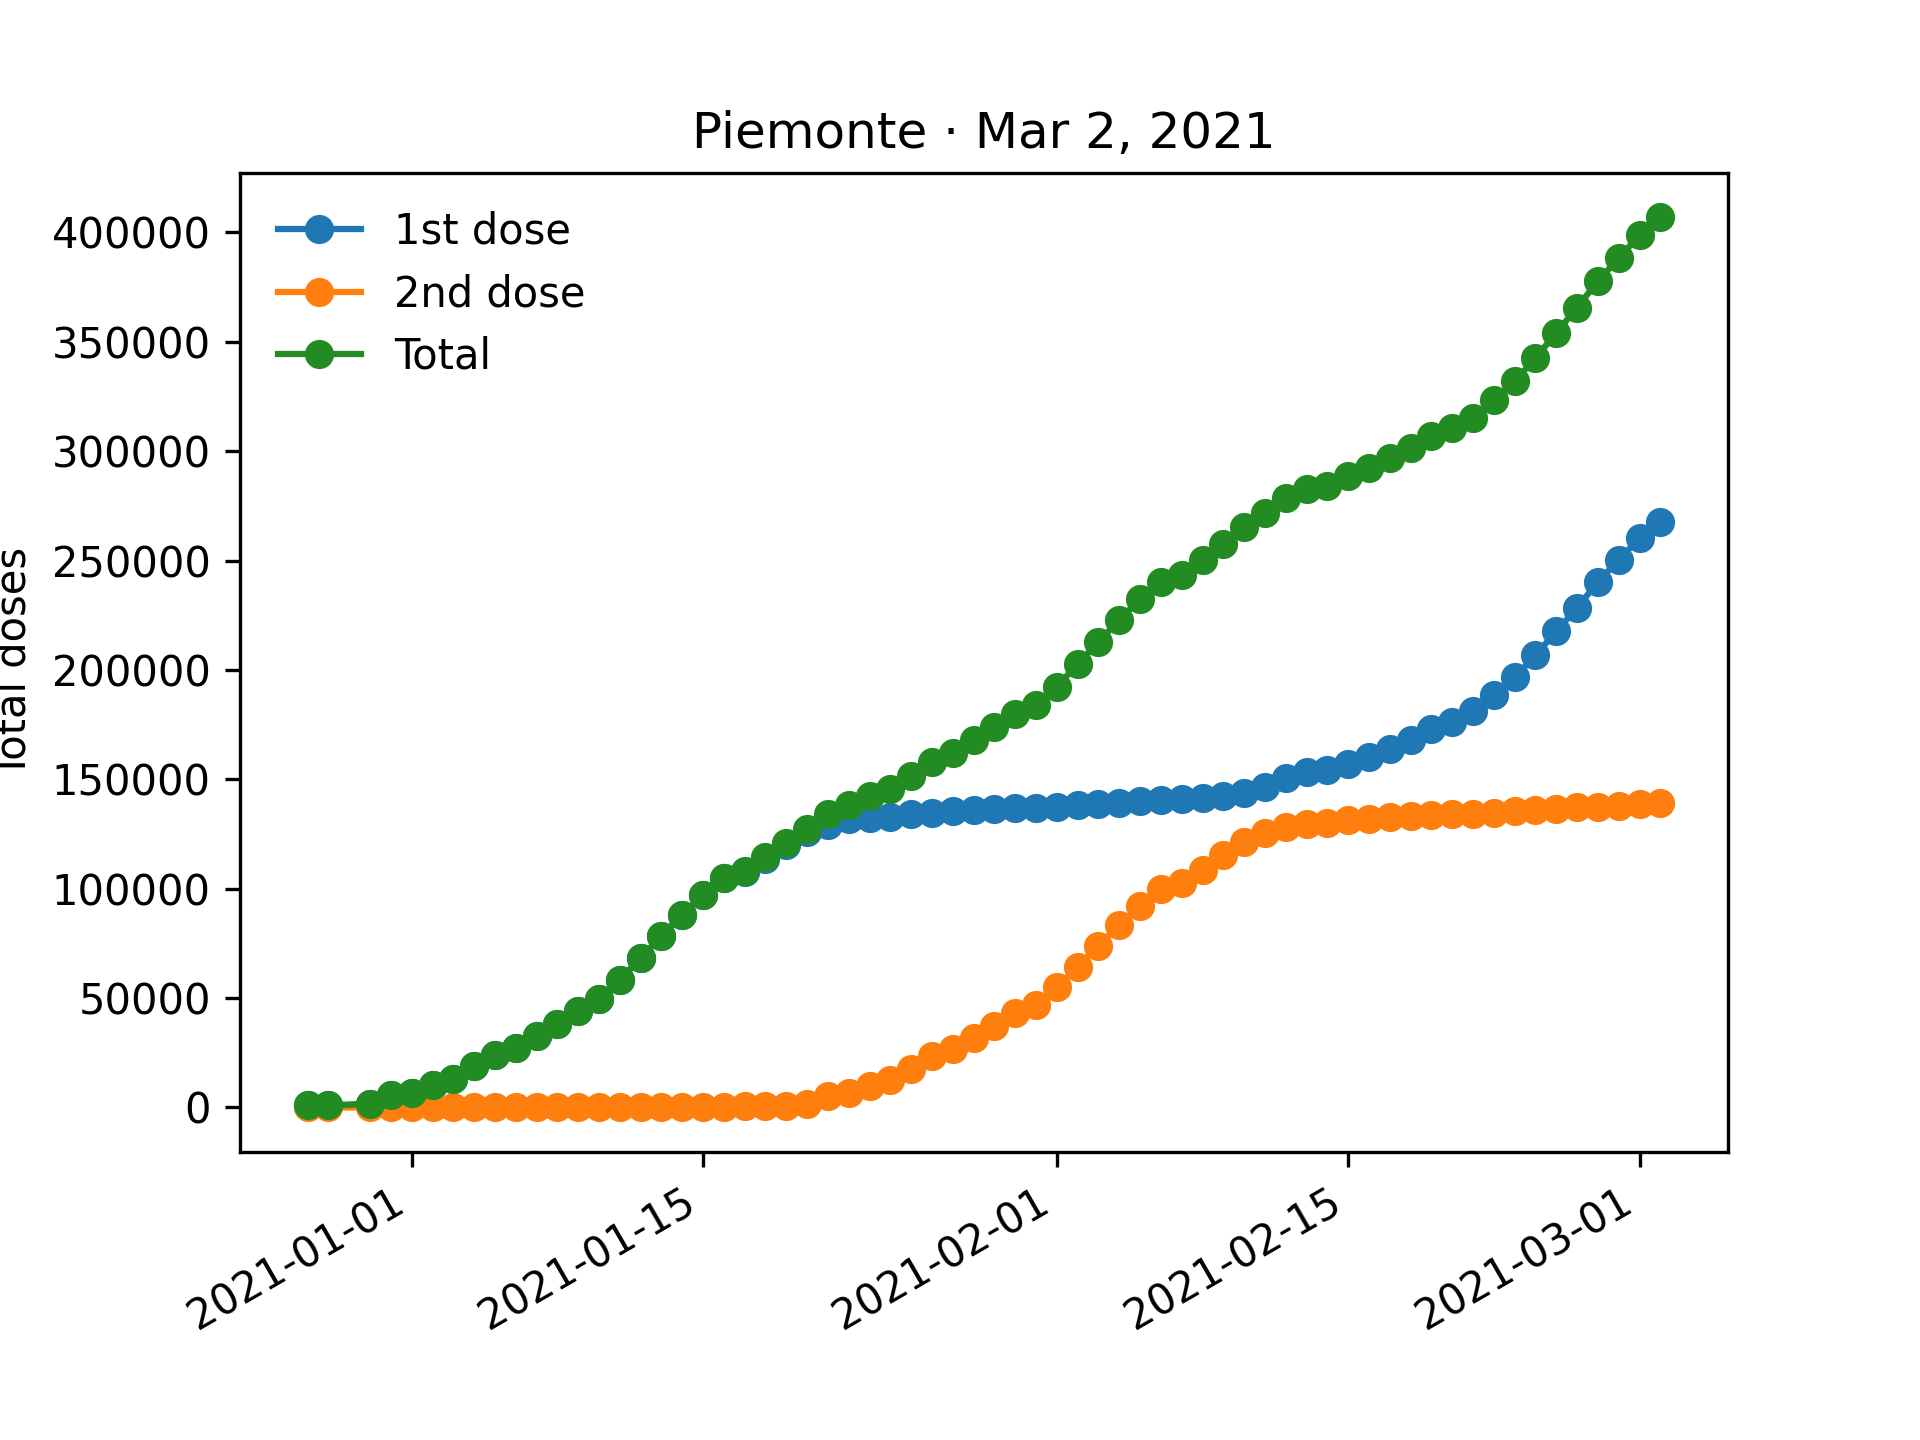 Piemonte · Mar 2, 2021
1st dose
2nd dose
Total
400000
350000
300000
250000
200000
150000
100000
50000
0
Total doses
2021-01-01
2021-01-15
2021-02-01
2021-02-15
2021-03-01